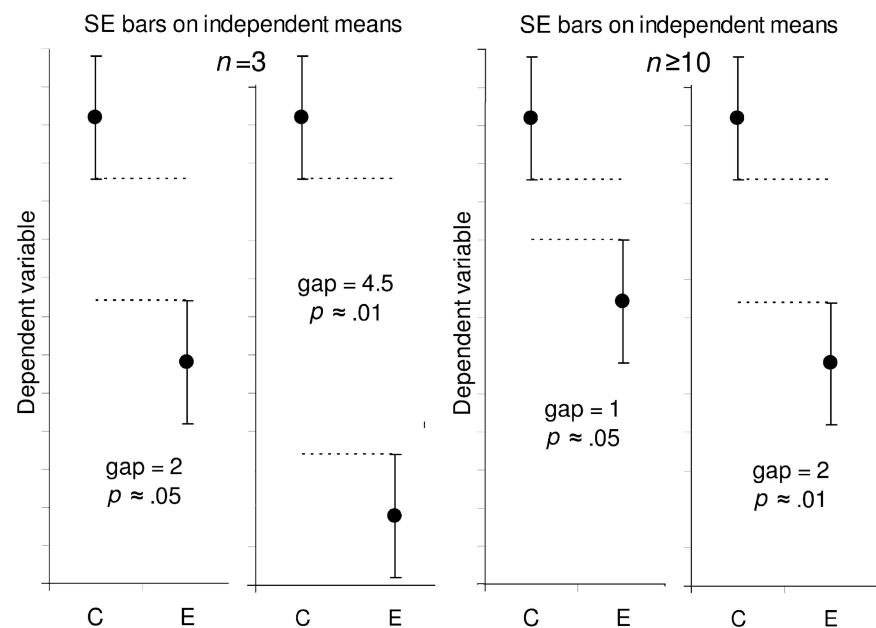 SE bars on independent means
n=3
Dependent variable
gap = 2
p ≈ .05
C
E
gap = 4.5
p ≈ .01
C
E
SE bars on independent means
n≥10
Dependent variable
gap = 1
p ≈ .05
C
E
gap = 2
p ≈ .01
C
E